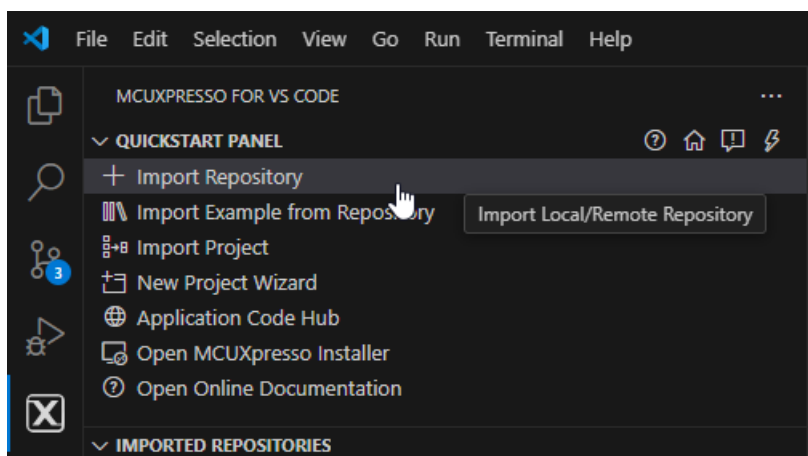 File Edit Selection View Go Run Terminal Help
MCUXPRESSO FOR VS CODE
QUICKSTART PANEL
Import Repository
Import Example from Repository
Import Local/Remote Repository
Import Project
3
New Project Wizard
Application Code Hub
Open MCUXpresso Installer
Open Online Documentation
IMPORTED REPOSITORIES